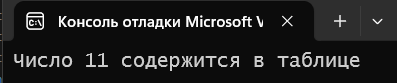 Консоль отладки Microsoft V
Число 11 содержится в таблице